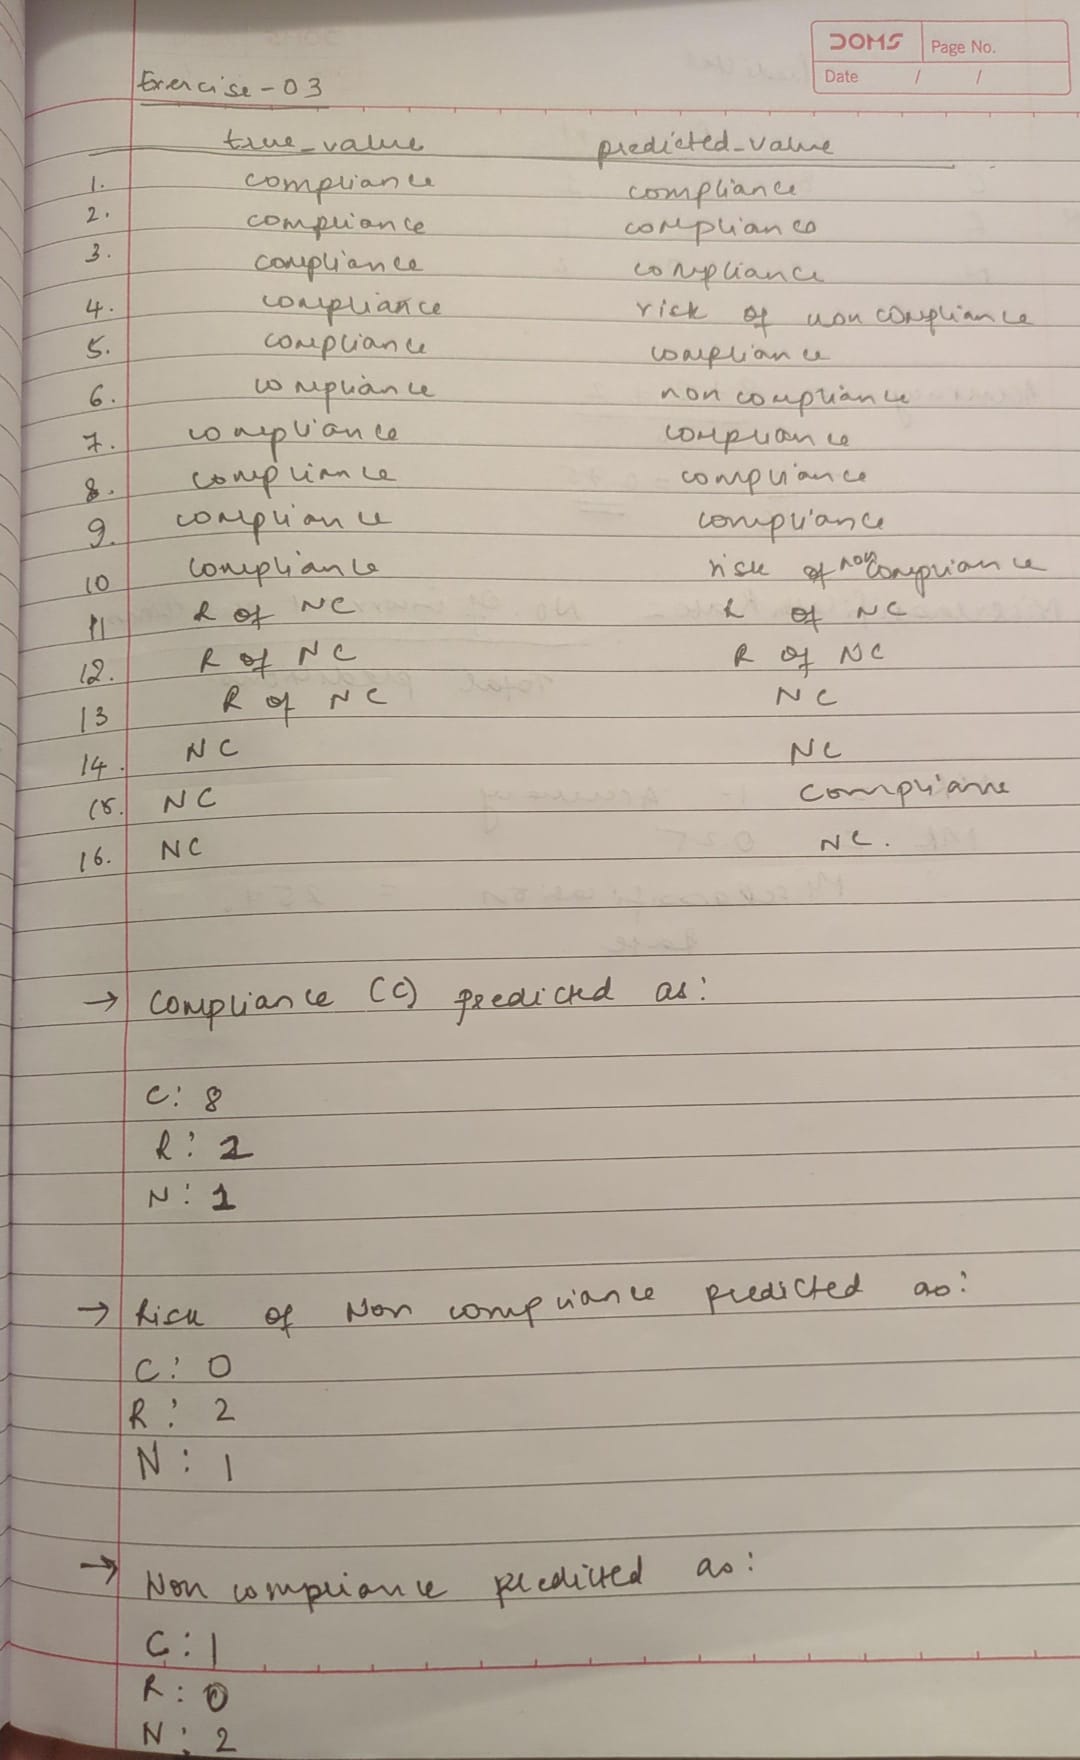 DOMS Page No.
Date / /
Exercise-03
true_value predicted_value
1. compliance compliance
2. compliance compliance
3. compliance compliance
4. compliance risk of non compliance
5. compliance compliance
6. compliance non compliance
7. compliance compliance
8. compliance compliance
9. compliance compliance
10 compliance risk of non compliance
11 R of NC R of NC
12. R of NC R of NC
13 R of NC NC
14. NC NC
15. NC compliance
16. NC NC.
→ Compliance (C) predicted as:
C: 8
R: 2
N: 1
→ Risk of Non compliance predicted as:
C: 0
R: 2
N: 1
→ Non compliance predicted as:
C: 1
R: 0
N: 2